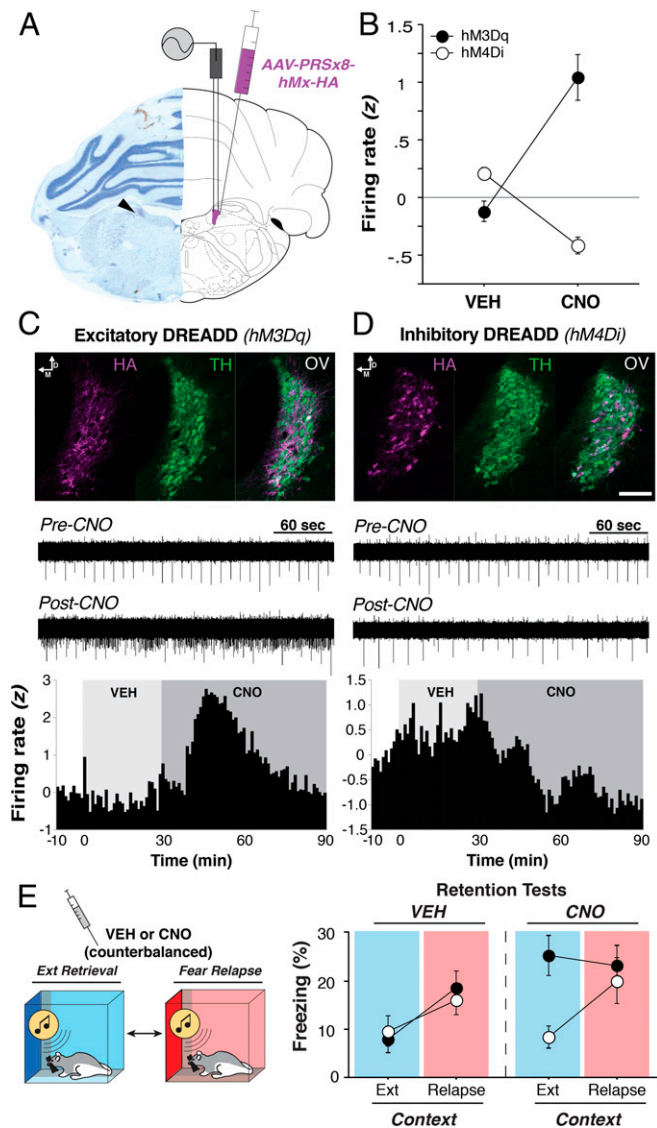 A
AAV-PRSx8-
hMx-HA
B
hM3Dq
hM4Di
Firing rate (z)
1
.5
0
-.5
VEH
CNO
C
Excitatory DREADD (hM3Dq)
D
M
HA
TH
OV
Pre-CNO
60 sec
Post-CNO
VEH
CNO
Firing rate (z)
3
2
1
0
-1
-10
0
30
60
90
Time (min)
D
Inhibitory DREADD (hM4Di)
D
M
HA
TH
OV
Pre-CNO
60 sec
Post-CNO
VEH
CNO
1.5
1.0
0.5
0.0
-0.5
-1.0
-1.5
-10
0
30
60
90
Time (min)
E
VEH or CNO
(counterbalanced)
Ext Retrieval
Fear Relapse
Retention Tests
VEH
CNO
Freezing (%)
30
20
10
0
Ext
Relapse
Context
Ext
Relapse
Context